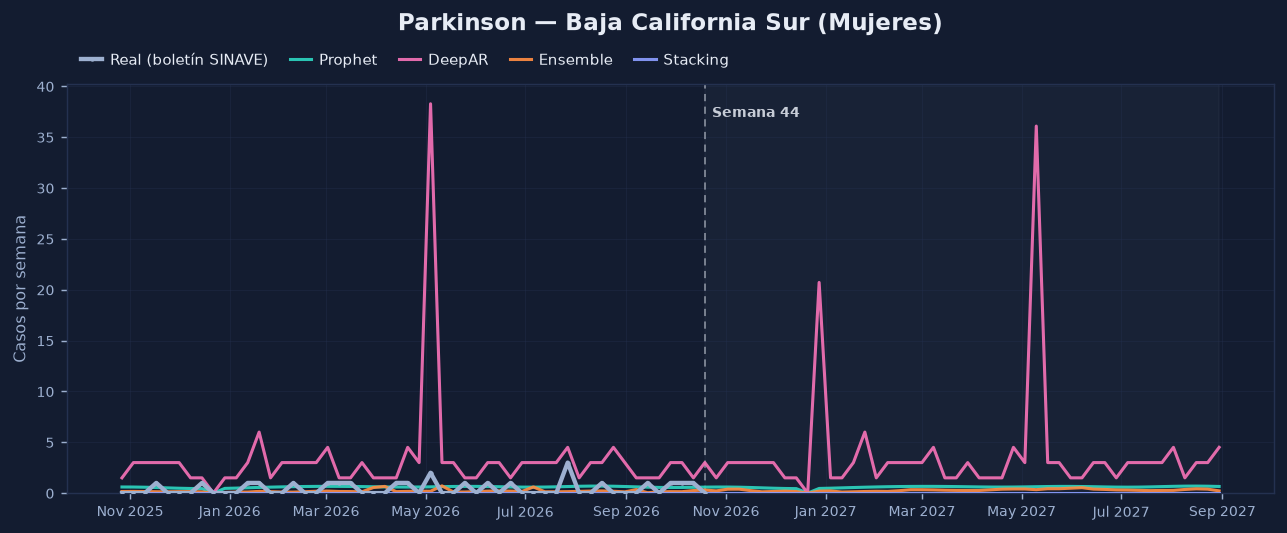 Parkinson — Baja California Sur (Mujeres)
Real (boletín SINAVE) Prophet DeepAR Ensemble Stacking
Semana 44
Casos por semana
40
35
30
25
20
15
10
5
0
Nov 2025 Jan 2026 Mar 2026 May 2026 Jul 2026 Sep 2026 Nov 2026 Jan 2027 Mar 2027 May 2027 Jul 2027 Sep 2027